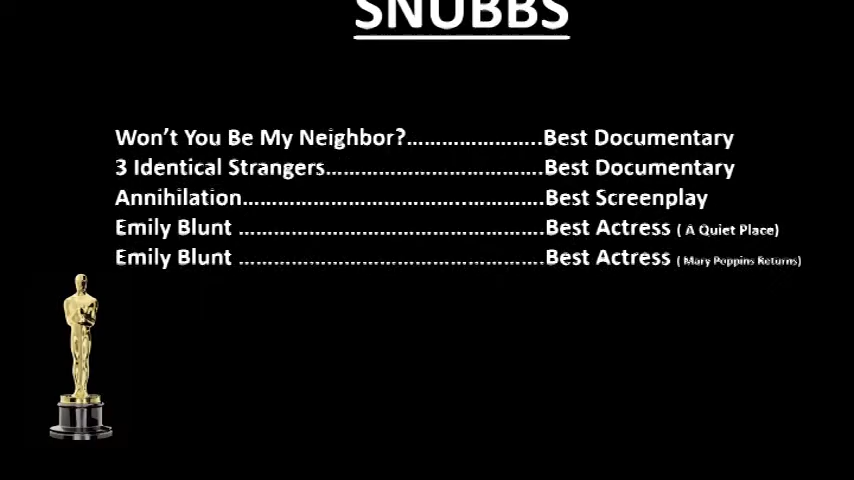 SNUBBS
Won't You Be My Neighbor?........................Best Documentary
3 Identical Strangers....................................Best Documentary
Annihilation..................................................Best Screenplay
Emily Blunt ...................................................Best Actress ( A Quiet Place)
Emily Blunt ...................................................Best Actress ( Mary Poppins Returns)